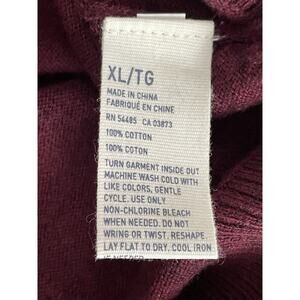 XL/TG
MADE IN CHINA
FABRIQUÉ EN CHINE
RN 54485 CA 03873
100% COTTON
100% COTON
TURN GARMENT INSIDE OUT
MACHINE WASH COLD WITH
LIKE COLORS, GENTLE
CYCLE. USE ONLY
NON-CHLORINE BLEACH
WHEN NEEDED. DO NOT
WRING OR TWIST. RESHAPE.
LAY FLAT TO DRY. COOL IRON
IF NEEDED